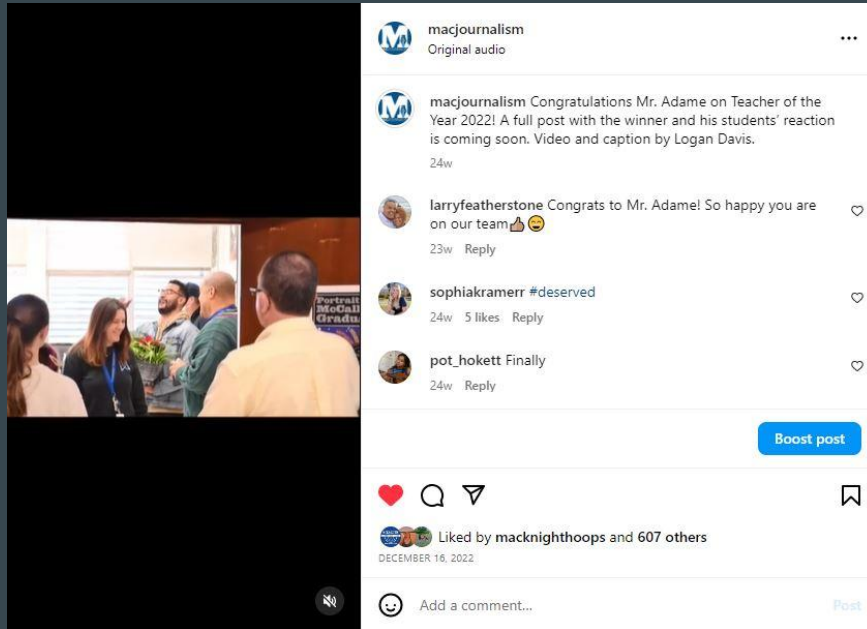 macjournalism
Original audio
macjournalism Congratulations Mr. Adame on Teacher of the
Year 2022! A full post with the winner and his students' reaction
is coming soon. Video and caption by Logan Davis.
24w
larryfeatherstone Congrats to Mr. Adame! So happy you are
on our team👍🏽😄
23w Reply
sophiakramerr #deserved
24w 5 likes Reply
pot_hokett Finally
24w Reply
Boost post
Liked by macknighthoops and 607 others
DECEMBER 16, 2022
Add a comment...
Post
Portrait
McCall
Gradu